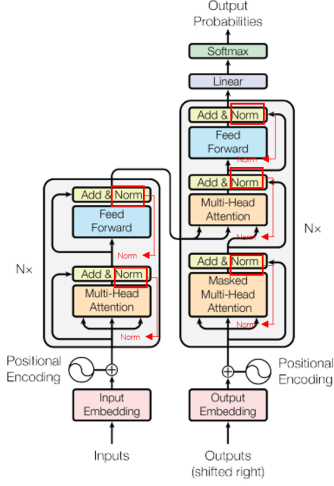 Output
Probabilities
Softmax
Linear
Add & Norm
Feed
Forward
Norm
Add & Norm
Multi-Head
Attention
Norm
Add & Norm
Masked
Multi-Head
Attention
Norm
Nx
Add & Norm
Feed
Forward
Norm
Add & Norm
Multi-Head
Attention
Norm
Nx
Positional
Encoding
Positional
Encoding
Input
Embedding
Output
Embedding
Inputs
Outputs
(shifted right)